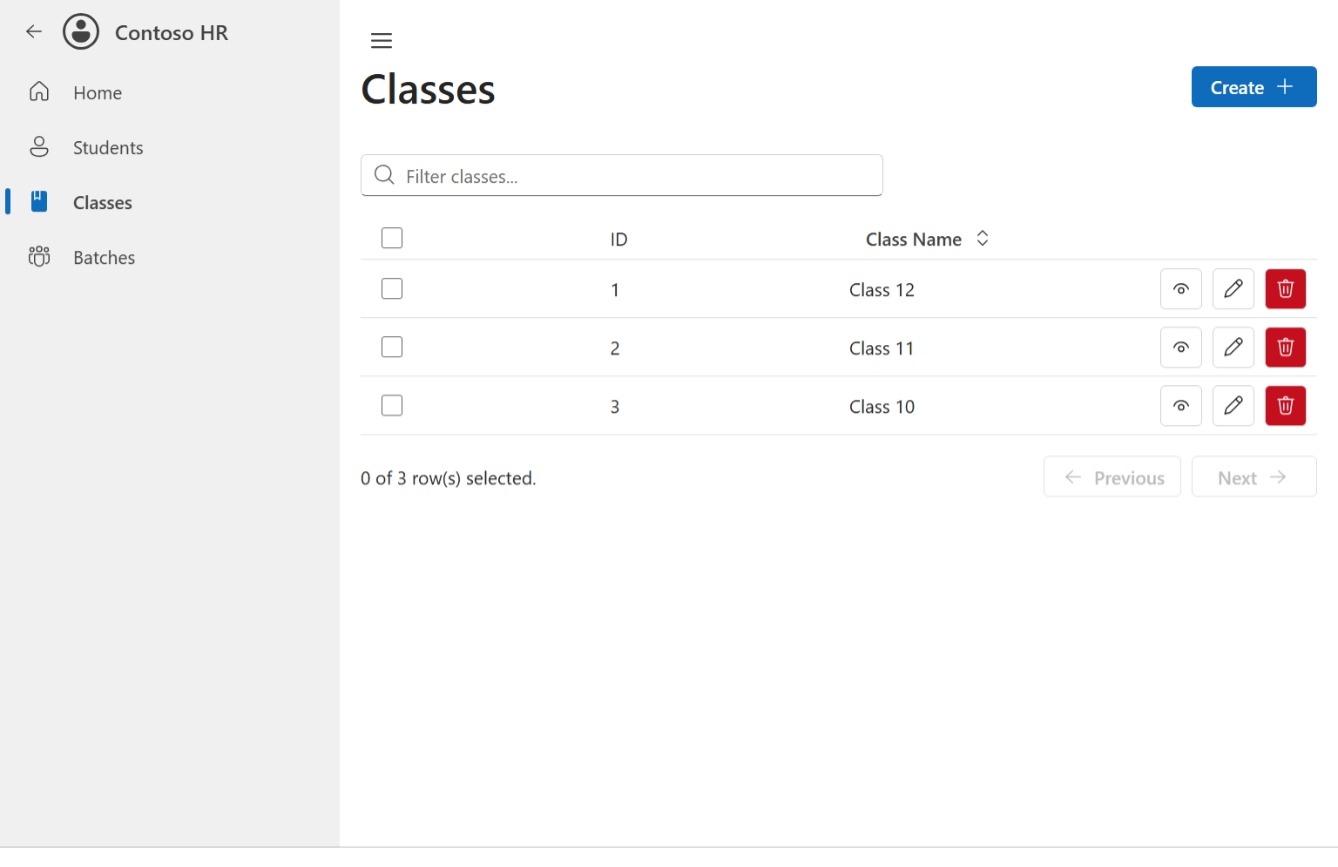 Contoso HR
Home
Students
Classes
Batches
Classes
Create
Filter classes...
ID Class Name
1 Class 12
2 Class 11
3 Class 10
0 of 3 row(s) selected.
Previous Next